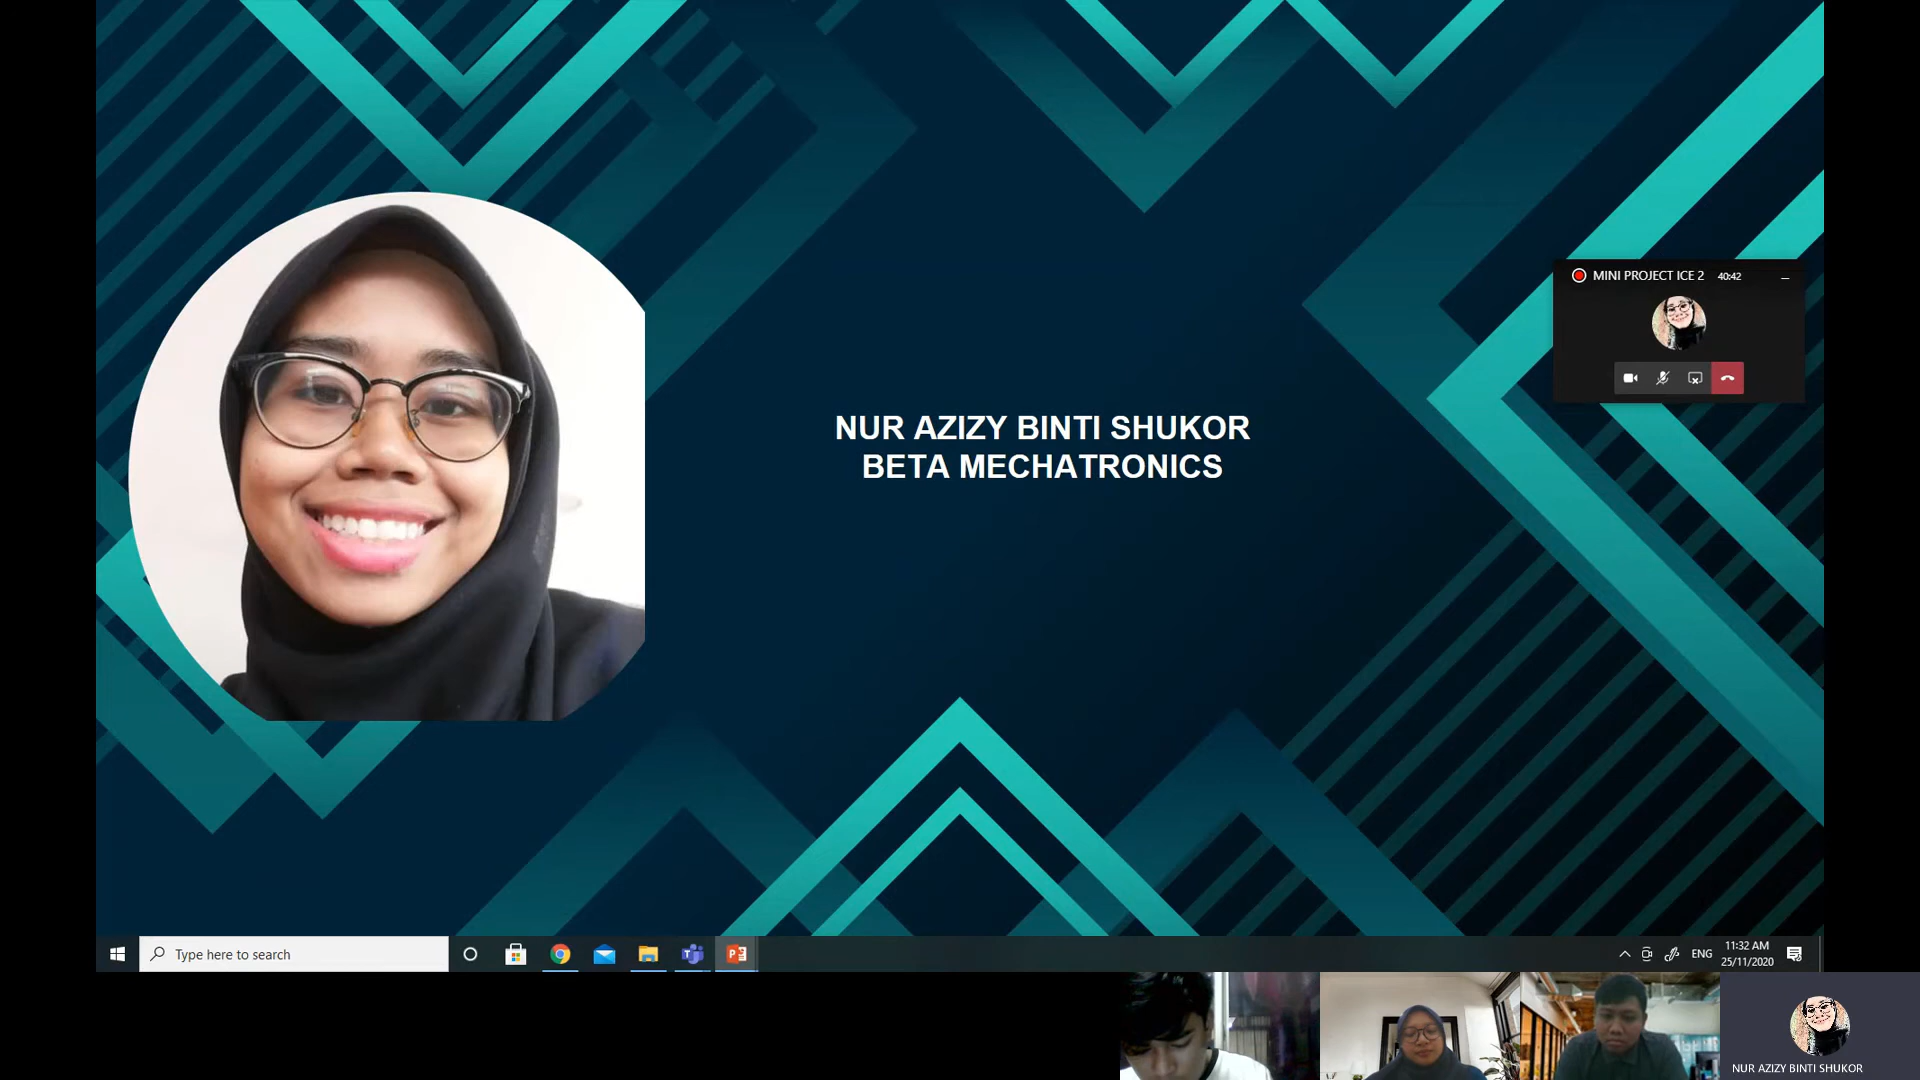 MINI PROJECT ICE 2 40:42
NUR AZIZY BINTI SHUKOR
BETA MECHATRONICS
Type here to search
ENG
11:32 AM
25/11/2020
NUR AZIZY BINTI SHUKOR